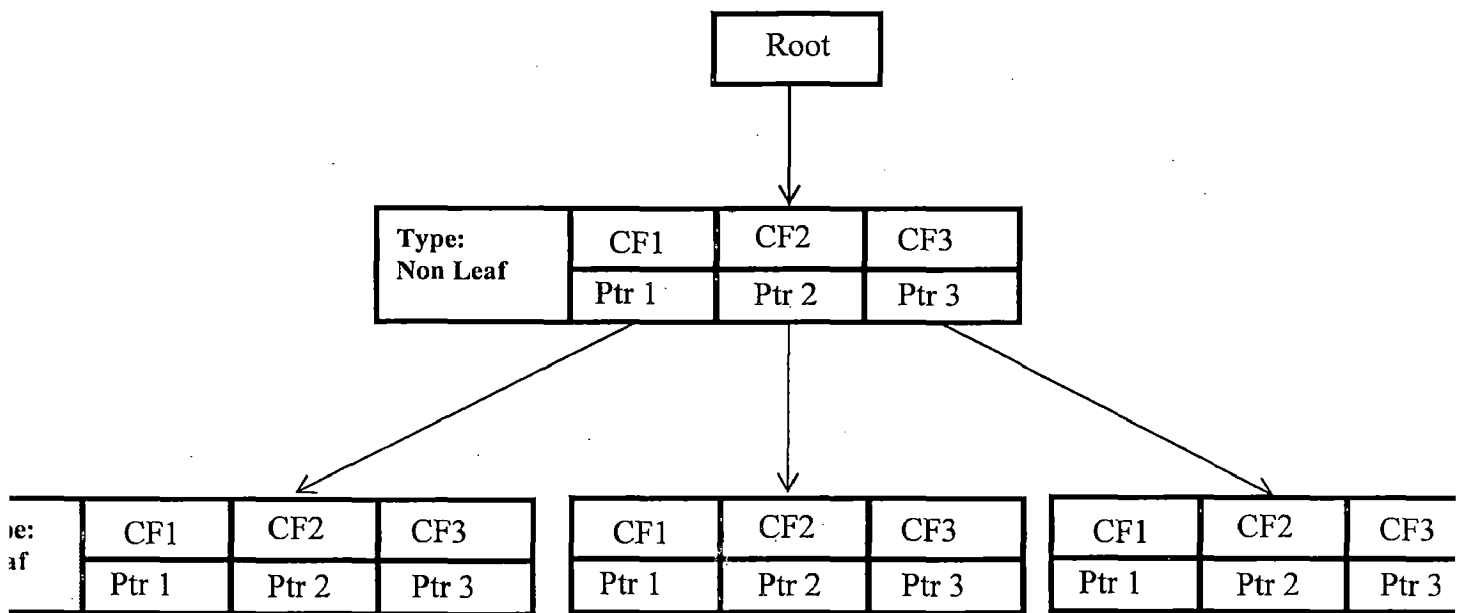 Root
Type: CF1 CF2 CF3
Non Leaf
Ptr 1 Ptr 2 Ptr 3
CF1 CF2 CF3 CF1 CF2 CF3 CF1 CF2 CF3
Ptr 1 Ptr 2 Ptr 3 Ptr 1 Ptr 2 Ptr 3 Ptr 1 Ptr 2 Ptr 3